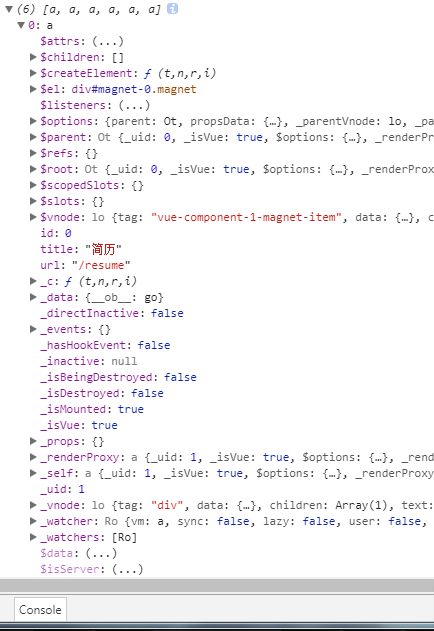 (6) [a, a, a, a, a, a] i
0: a
$attrs: (...)
$children: []
$createElement: ƒ (t,n,r,i)
$el: div#magnet-0.magnet
$listeners: (...)
$options: {parent: Ot, propsData: {…}, _parentVnode: lo, _pa
$parent: Ot {_uid: 0, _isVue: true, $options: {…}, _renderPro
$refs: {}
$root: Ot {_uid: 0, _isVue: true, $options: {…}, _renderProx
$scopedSlots: {}
$slots: {}
$vnode: lo {tag: "vue-component-1-magnet-item", data: {…}, c
id: 0
title: "简历"
url: "/resume"
_c: ƒ (t,n,r,i)
_data: {__ob__: go}
_directInactive: false
_events: {}
_hasHookEvent: false
_inactive: null
_isBeingDestroyed: false
_isDestroyed: false
_isMounted: true
_isVue: true
_props: {}
_renderProxy: a {_uid: 1, _isVue: true, $options: {…}, _rend
_self: a {_uid: 1, _isVue: true, $options: {…}, _renderProxy
_uid: 1
_vnode: lo {tag: "div", data: {…}, children: Array(1), text:
_watcher: Ro {vm: a, sync: false, lazy: false, user: false,
_watchers: [Ro]
$data: (...)
$isServer: (...)
Console